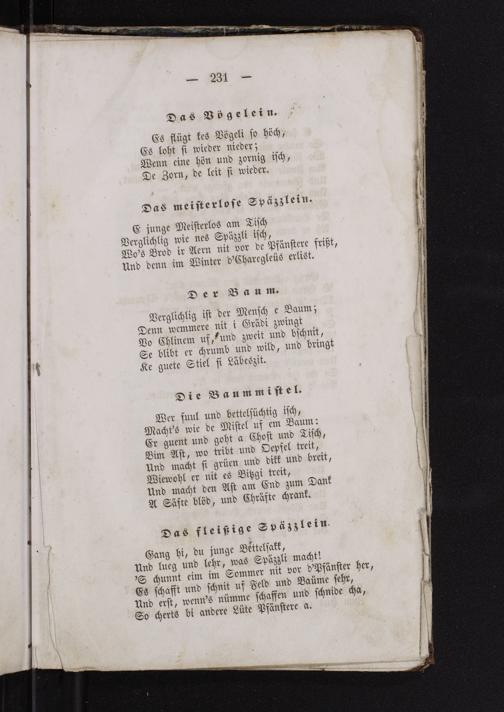 — 231 —
Das Vögelein.
Es flügt kes Vögeli so höch,
Es loht si wieder nieder;
Wenn eine hön und zornig isch,
De Zorn, de leit si wieder.
Das meisterlose Späzzlein.
E junge Meisterlos am Tisch
Verglichlig wie nes Späzzli isch,
Wo's Brod ir Aern nit vor de Pfänstere frißt,
Und denn im Winter d'Charegleüs erlist.
Der Baum.
Verglichlig ist der Mensch e Baum;
Denn wemmere nit i Grädi zwingt
Vo Chlinem uf, und zweit und bschnit,
Se blibt er chrumb und wild, und bringt
Ke guete Stiel si Läbeszit.
Die Baummistel.
Wer fuul und bettelsüchtig isch,
Macht's wie de Mistel uf em Baum:
Er guent und goht a Chost und Tisch,
Bim Ast, wo tribt und Oepfel treit,
Und macht si grüen und dikk und breit,
Wiewohl er nit es Bitzgi treit,
Und macht den Ast am End zum Dank
A Säfte blöd, und Chräfte chrank.
Das fleißige Späzzlein
Gang hi, du junge Bettelsakk,
Und lueg und lehr, was Späzzli macht!
'S chunnt eim im Sommer nit vor d'Pfänster her,
Es schafft und schnit uf Feld und Baüme sehr,
Und erst, wenn's nümme schaffen und schnide cha,
So cherts bi andere Lüte Pfänstere a.